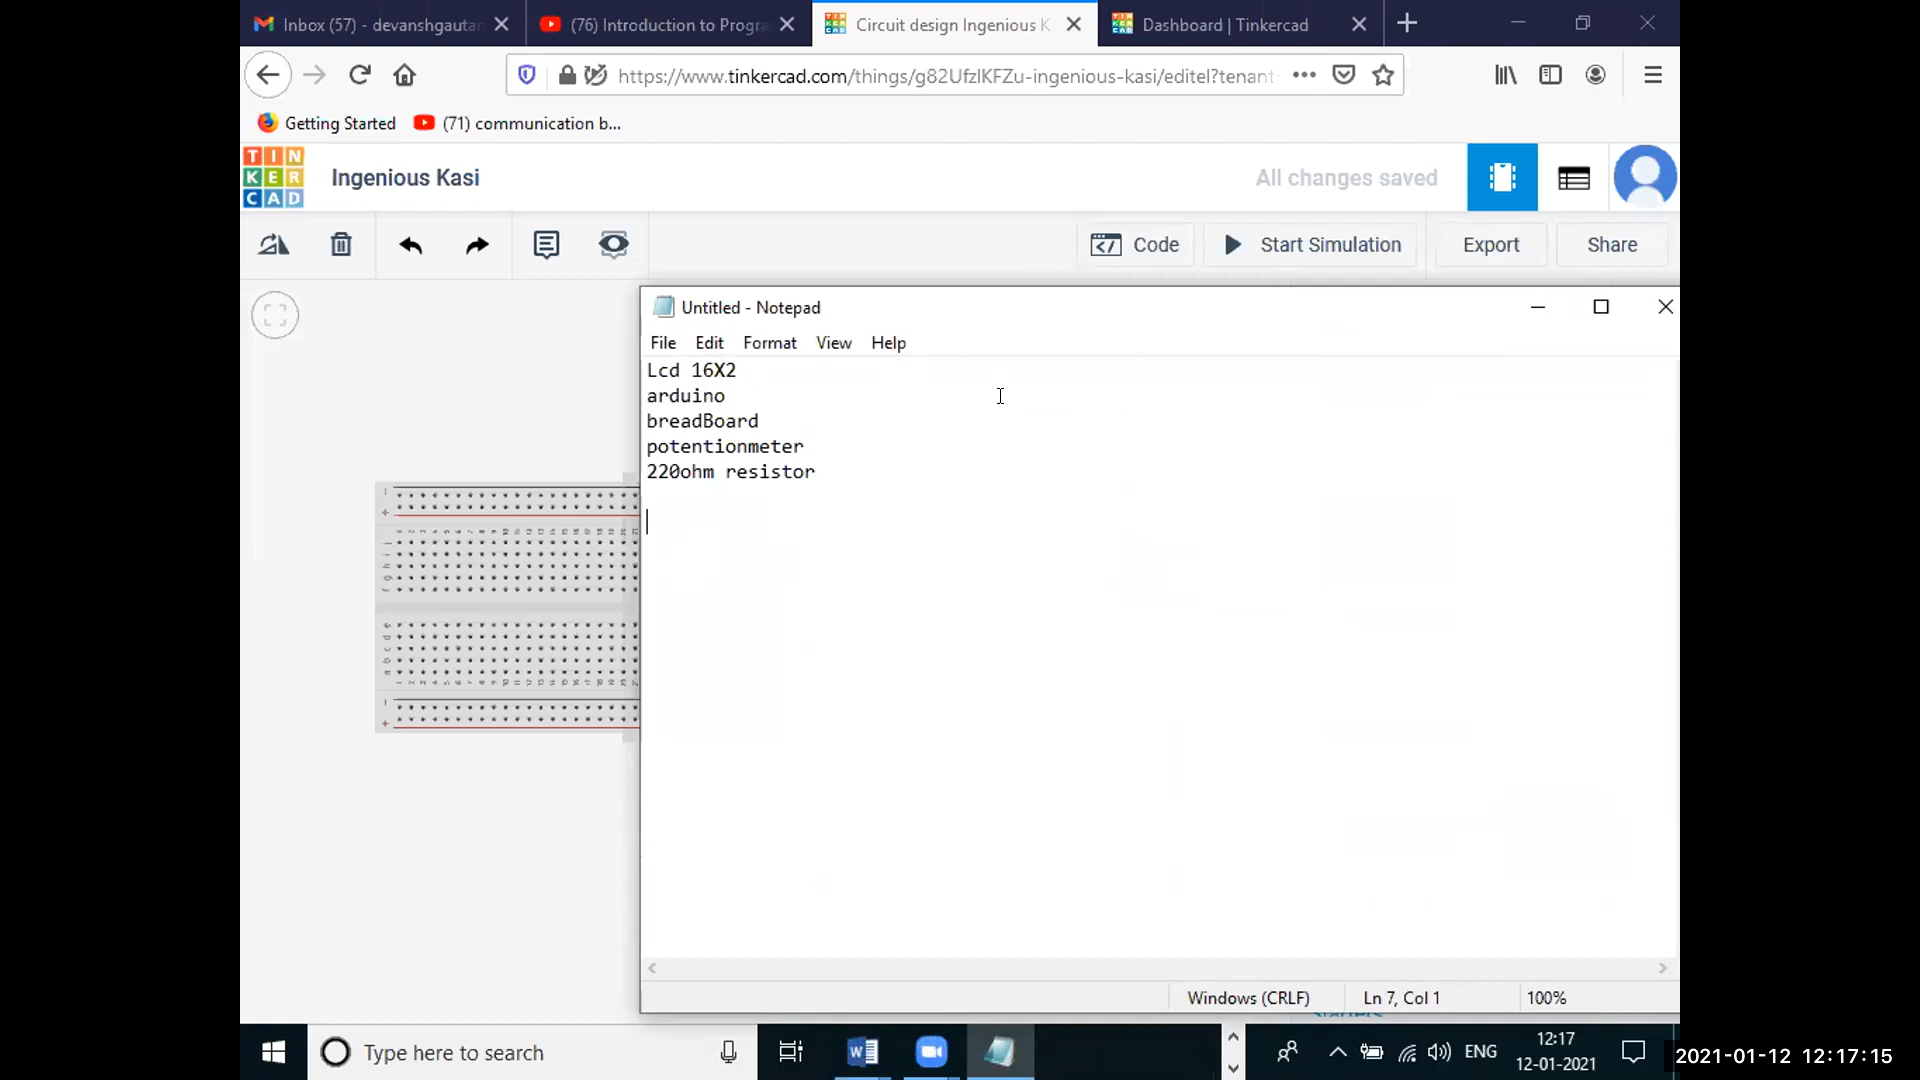 Inbox (57) - devanshgautan
(76) Introduction to Progra
Circuit design Ingenious K
Dashboard | Tinkercad
https://www.tinkercad.com/things/g82UfzlKFZu-ingenious-kasi/editel?tenant
Getting Started
(71) communication b...
TIN
KER
CAD
Ingenious Kasi
All changes saved
Code
Start Simulation
Export
Share
Untitled - Notepad
File Edit Format View Help
Lcd 16X2
arduino
breadBoard
potentionmeter
220ohm resistor
Windows (CRLF)
Ln 7, Col 1
100%
Type here to search
ENG
12:17
12-01-2021
2021-01-12 12:17:15